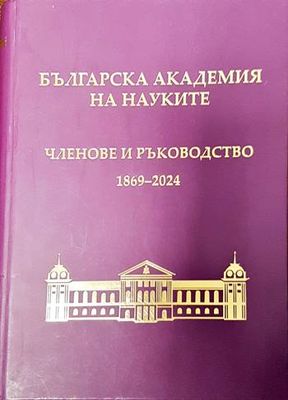 БЪЛГАРСКА АКАДЕМИЯ
НА НАУКИТЕ
ЧЛЕНОВЕ И РЪКОВОДСТВО
1869–2024